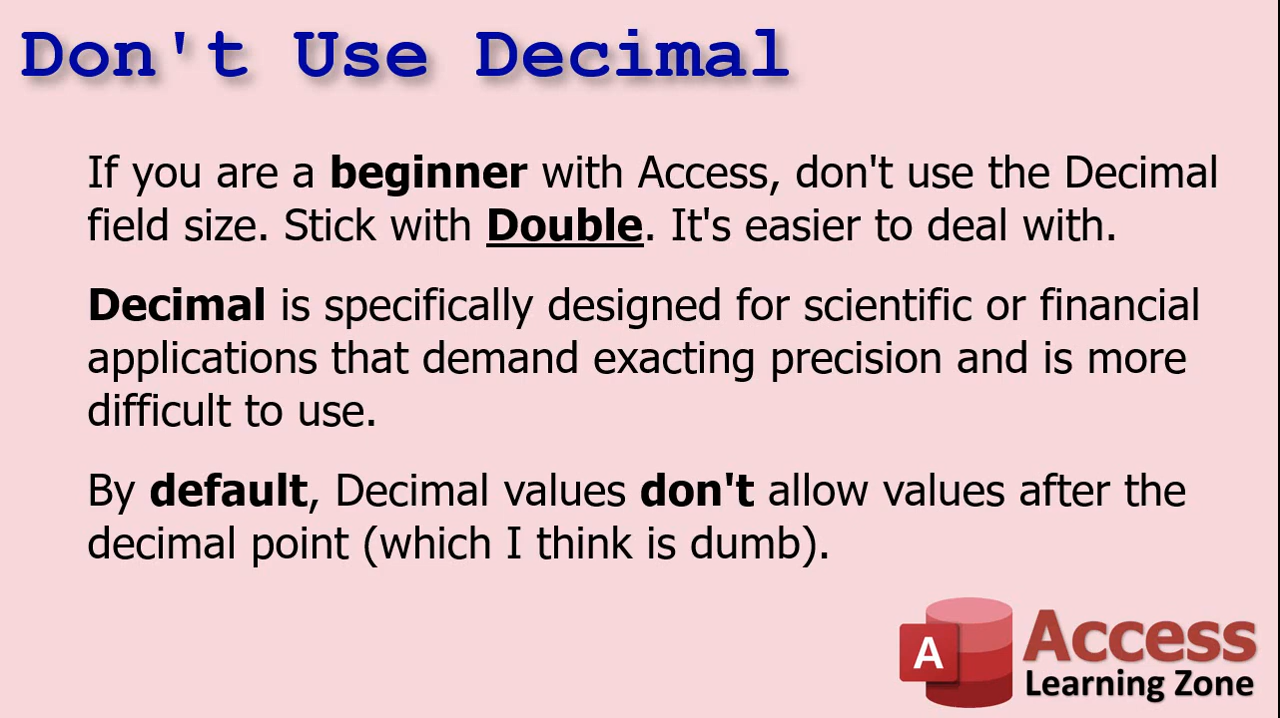 Don't Use Decimal
If you are a beginner with Access, don't use the Decimal
field size. Stick with Double. It's easier to deal with.
Decimal is specifically designed for scientific or financial
applications that demand exacting precision and is more
difficult to use.
By default, Decimal values don't allow values after the
decimal point (which I think is dumb).
A
Access
Learning Zone